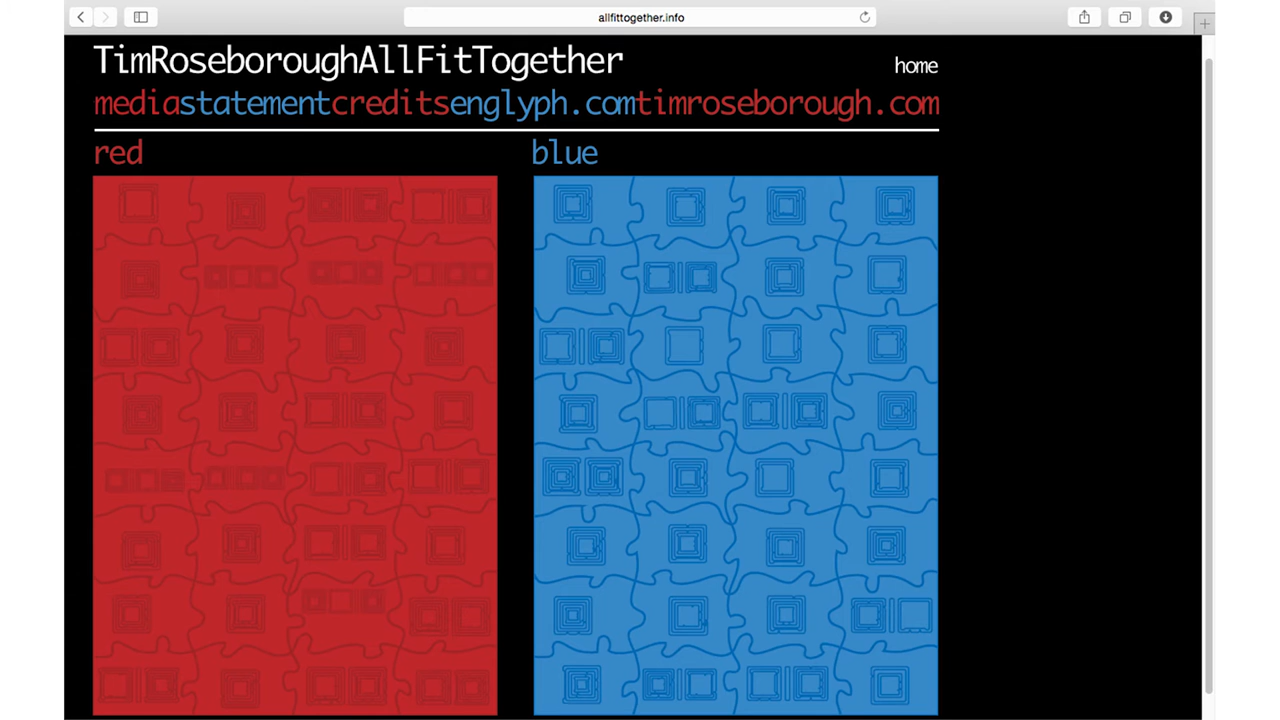 allfittogether.info
TimRoseboroughAllFitTogether
home
mediastatementcreditsenglyph.comtimroseborough.com
red
blue